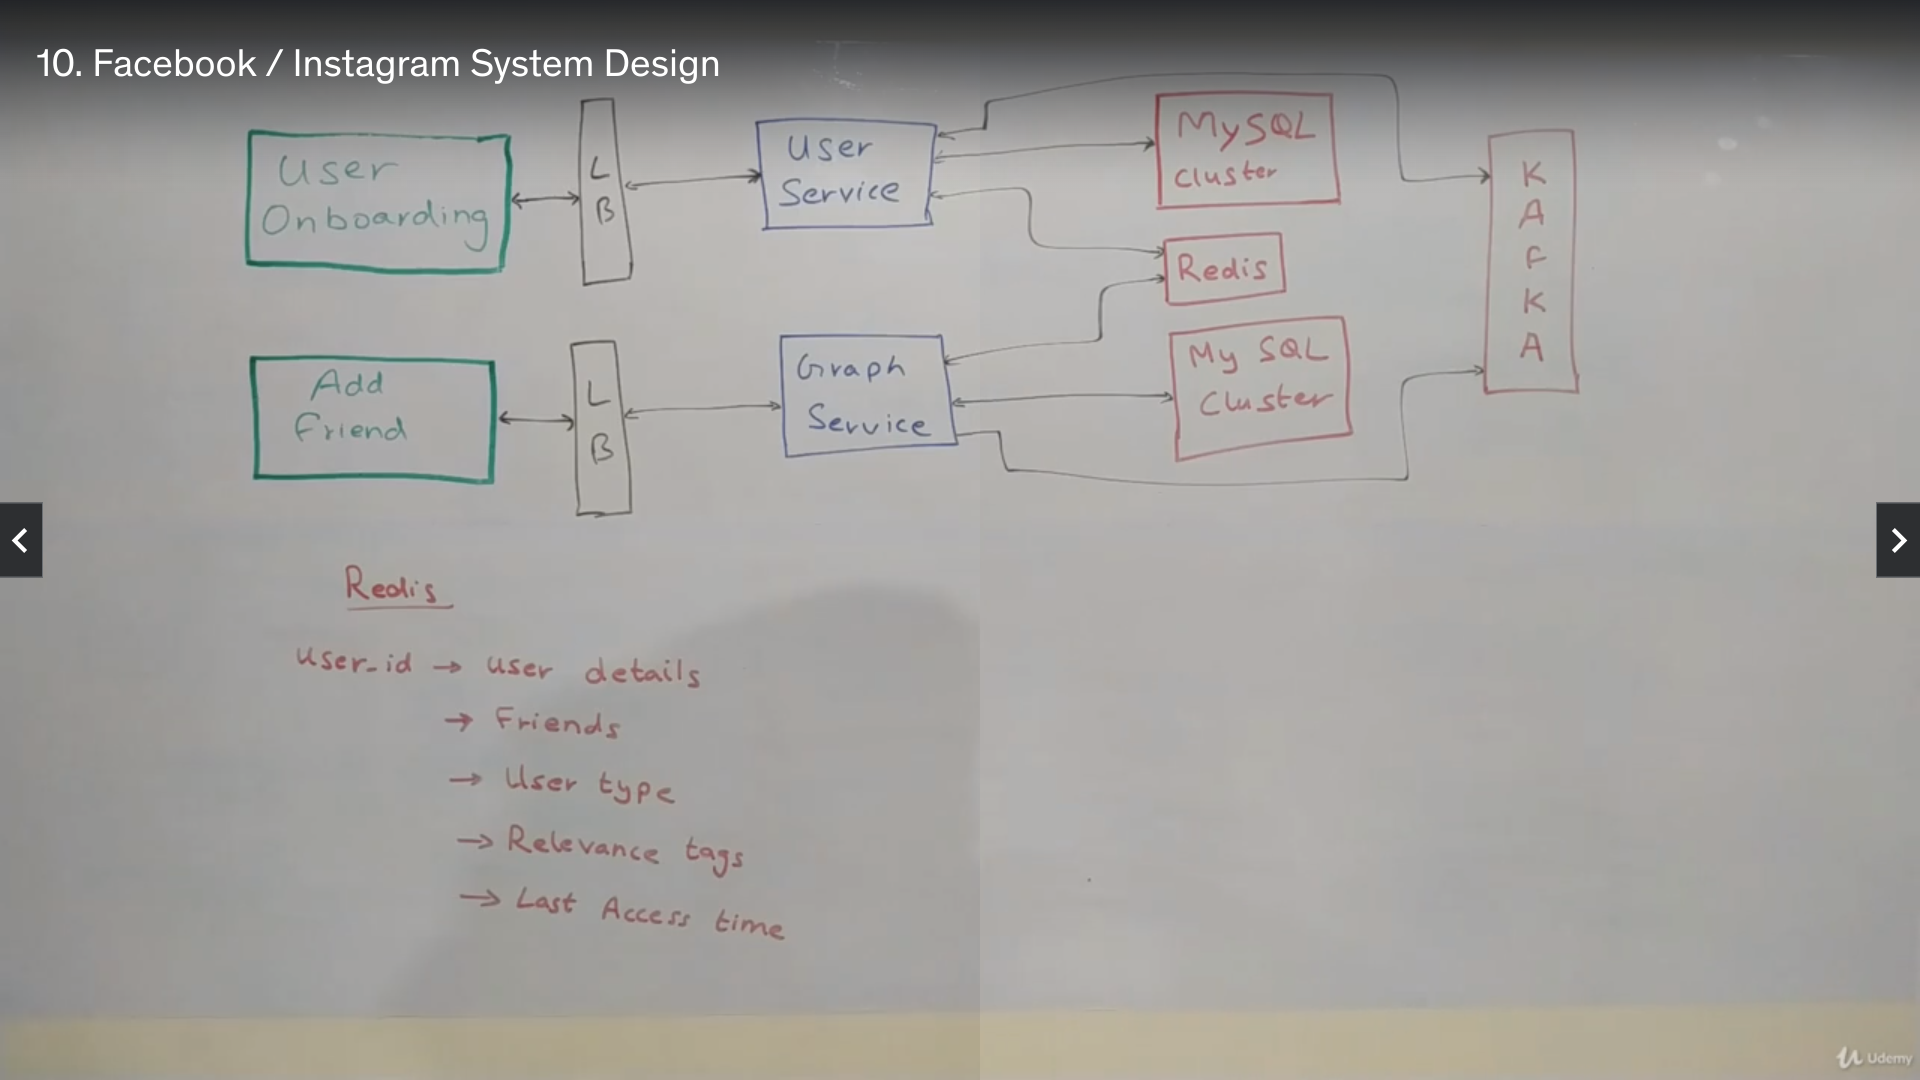 10. Facebook / Instagram System Design
User
Onboarding
L
B
User
Service
MySQL
Cluster
K
A
F
K
A
Redis
Add
Friend
L
B
Graph
Service
My SQL
Cluster
Redis
user_id → user details
→ Friends
→ User type
→ Relevance tags
→ Last Access time
Udemy